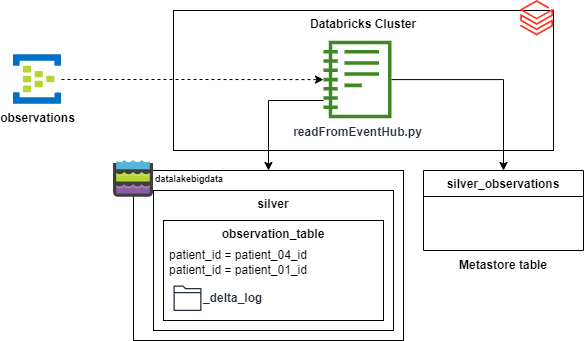 Databricks Cluster
observations
readFromEventHub.py
datalakebigdata
silver
observation_table
patient_id = patient_04_id
patient_id = patient_01_id
_delta_log
silver_observations
Metastore table